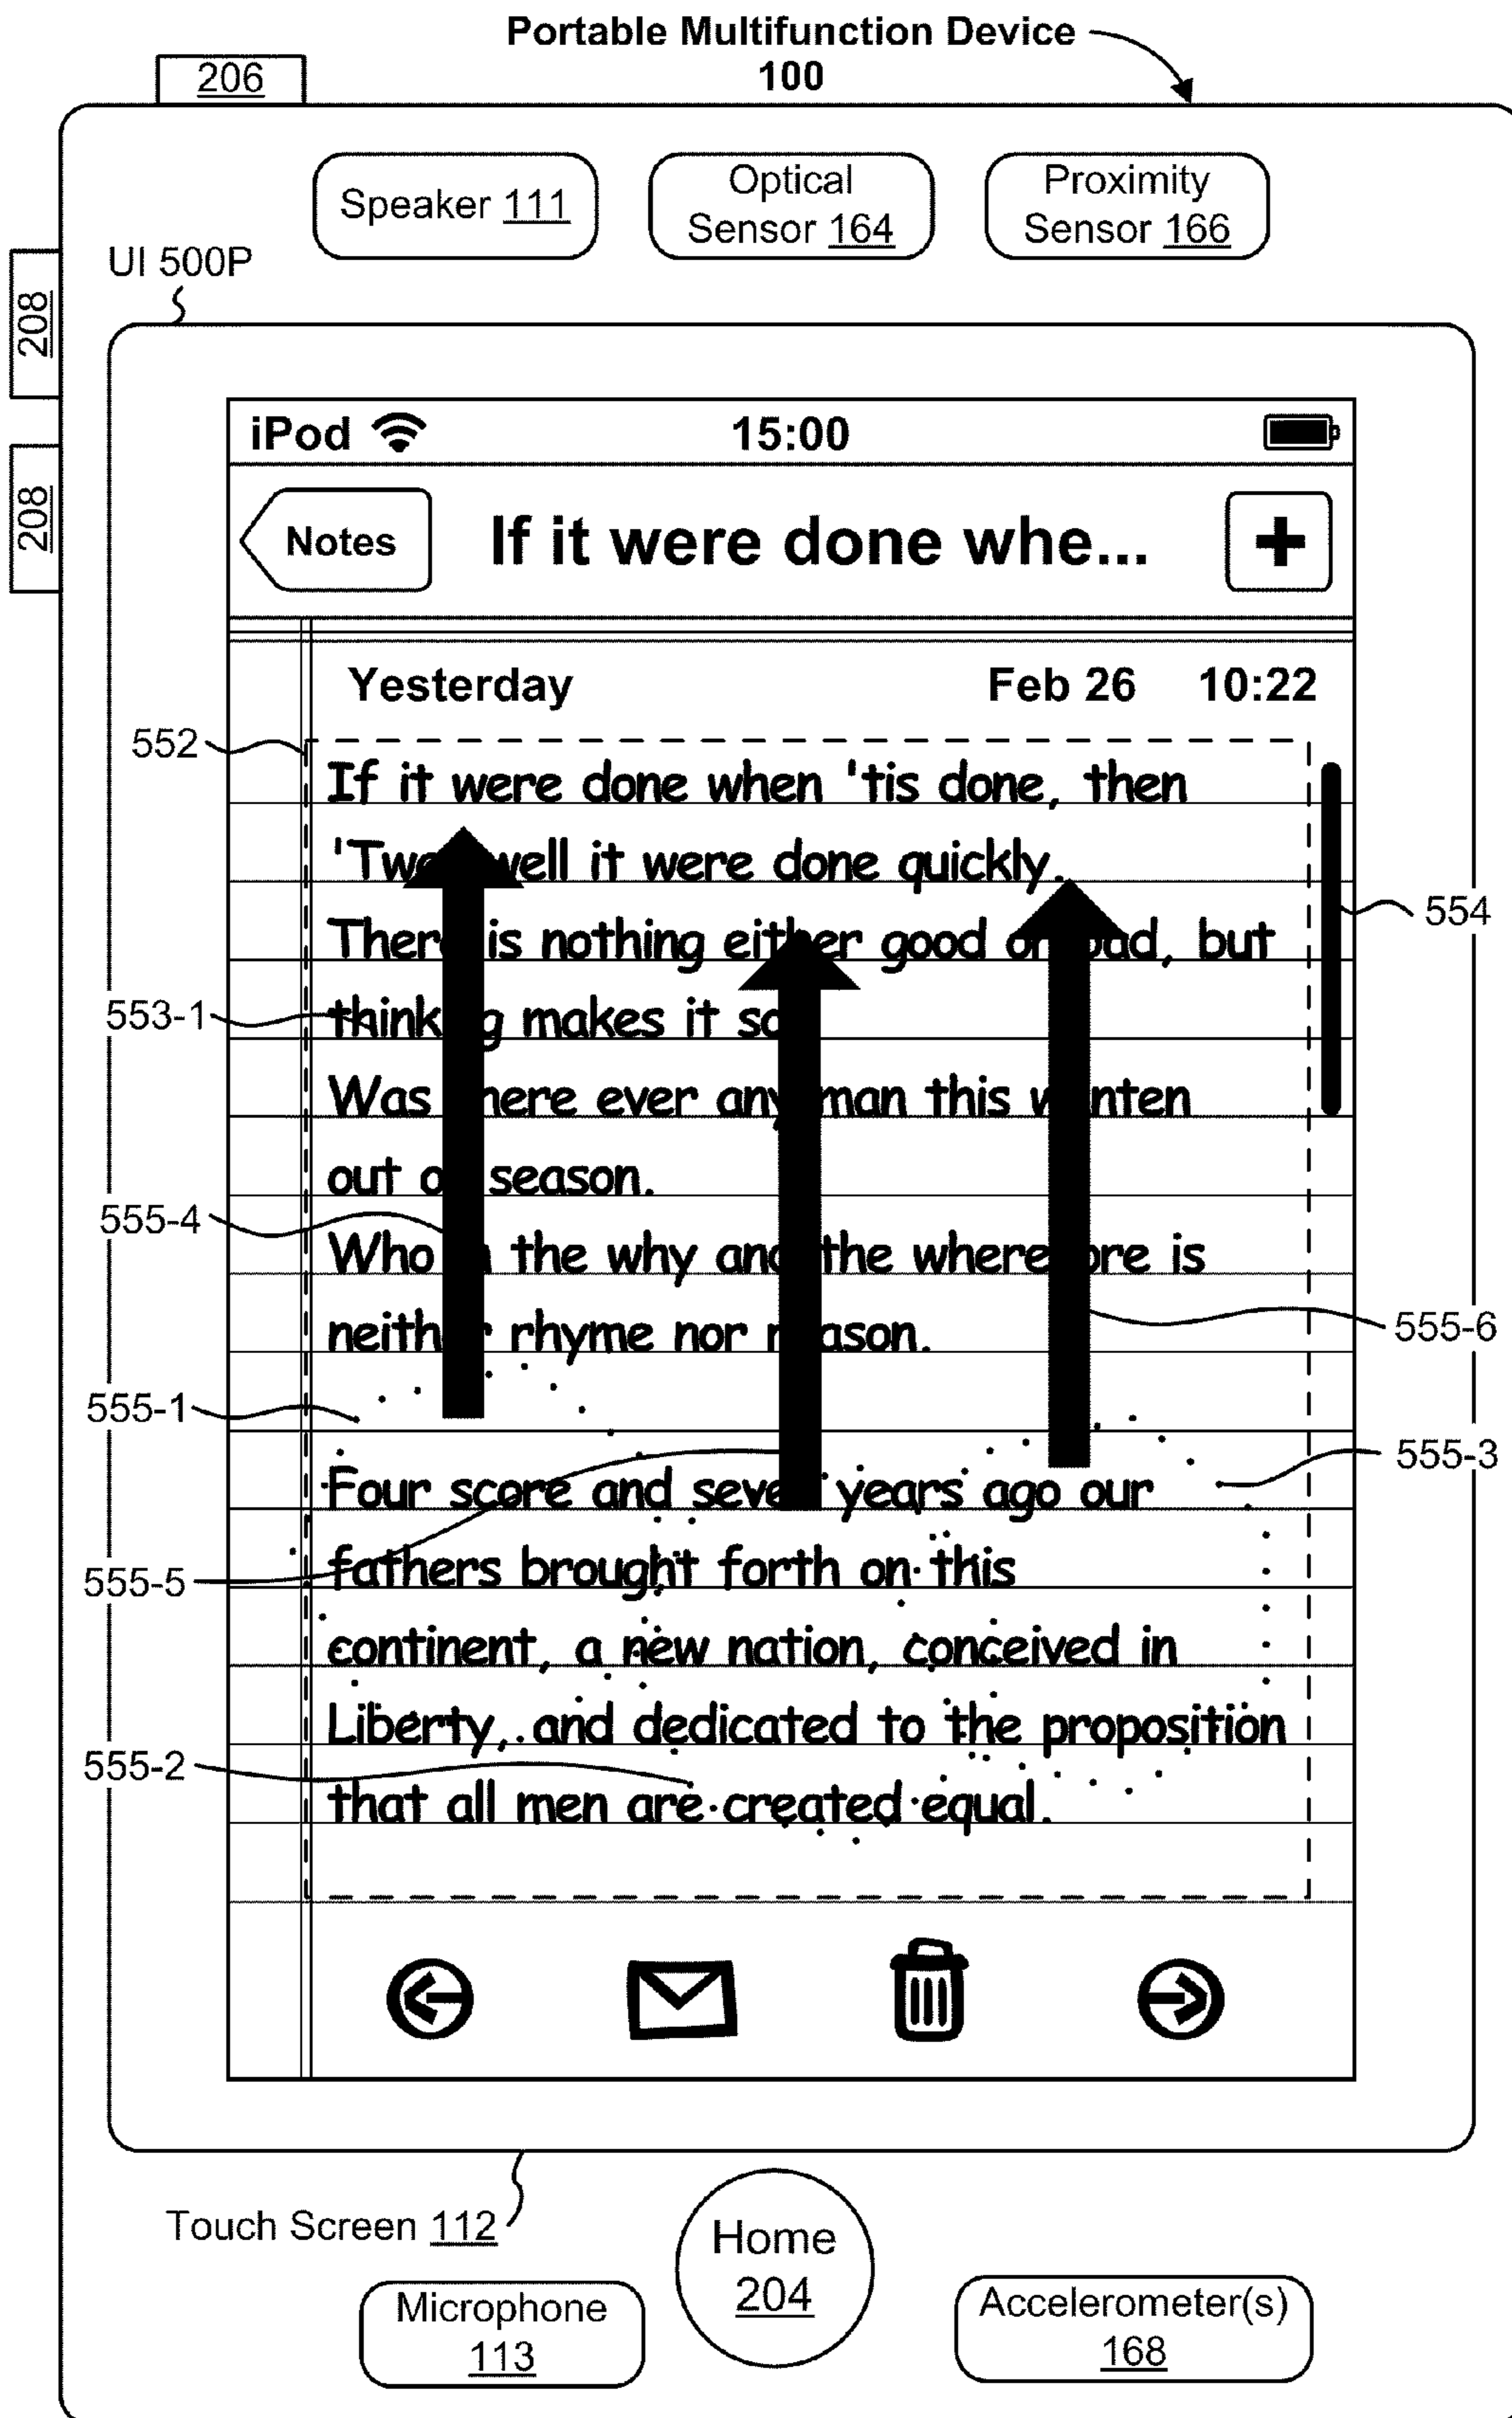 Portable Multifunction Device
100
206
Speaker 111
Optical
Sensor 164
Proximity
Sensor 166
UI 500P
208
208
iPod 15:00
Notes If it were done whe... +
Yesterday Feb 26 10:22
552
If it were done when 'tis done, then
well it were done quickly.
554
is nothing either good bad, but
553-1
makes it
Was ever any man this
out season.
555-4
Who the why and the is
555-6
rhyme nor
555-1
555-3
Four score and years ago our
fathers brought forth on this
555-5
continent, a new nation, conceived in
Liberty, and dedicated to the proposition
555-2
that all men are created equal.
Touch Screen 112
Home
204
Microphone
113
Accelerometer(s)
168